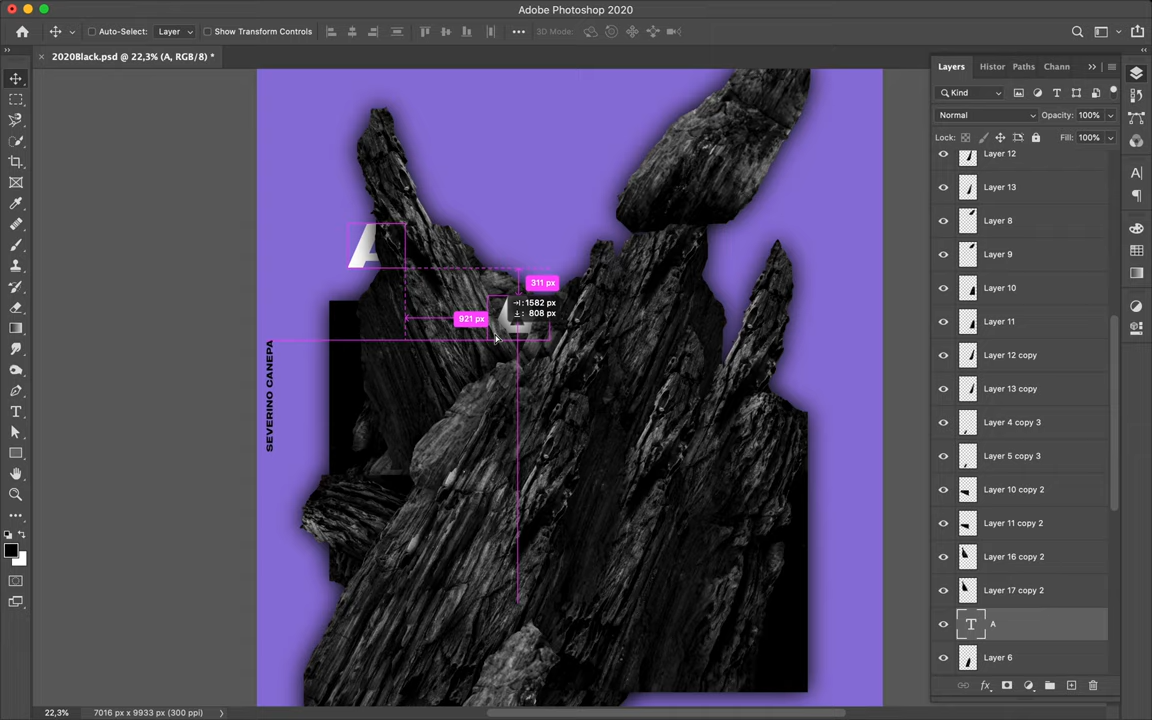 Adobe Photoshop 2020
Auto-Select: Layer Show Transform Controls ••• 3D Mode:
2020Black.psd @ 22,3% (A, RGB/8) *
Layers Histor Paths Chann
Kind
Normal Opacity: 100%
Lock: Fill: 100%
Layer 12
Layer 13
Layer 8
Layer 9
Layer 10
Layer 11
Layer 12 copy
Layer 13 copy
Layer 4 copy 3
Layer 5 copy 3
Layer 10 copy 2
Layer 11 copy 2
Layer 16 copy 2
Layer 17 copy 2
A
Layer 6
A
311 px
: 1582 px
: 808 px
921 px
SEVERINO CANEPA
22,3% 7016 px x 9933 px (300 ppi)